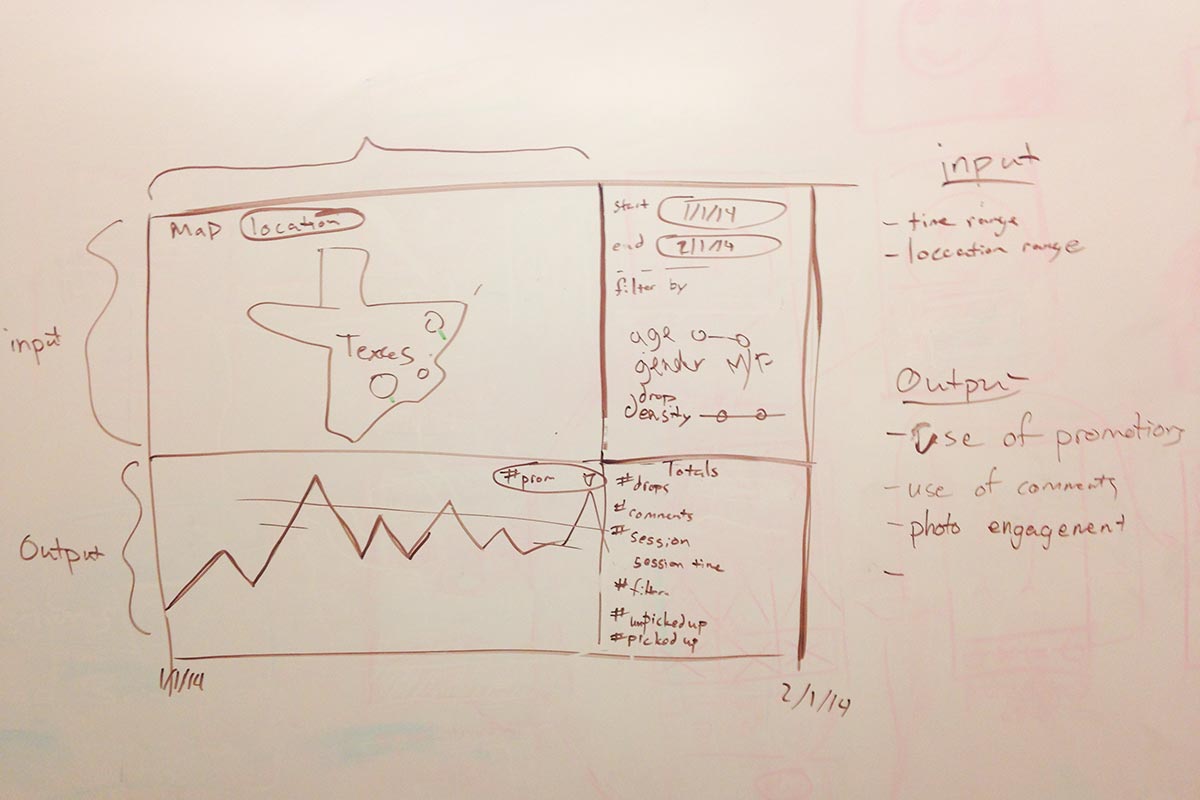 Map location
start 1/1/14
end 2/1/14
filter by
age
gender M/F
drop
density
Texas
input
#prom
Totals
#drops
#comments
#session
session time
#unpickedup
#picked up
Output
1/1/14
2/1/14
input
- time range
- loccation range
Output
- Use of promotions
- use of comments
- photo engagement
-